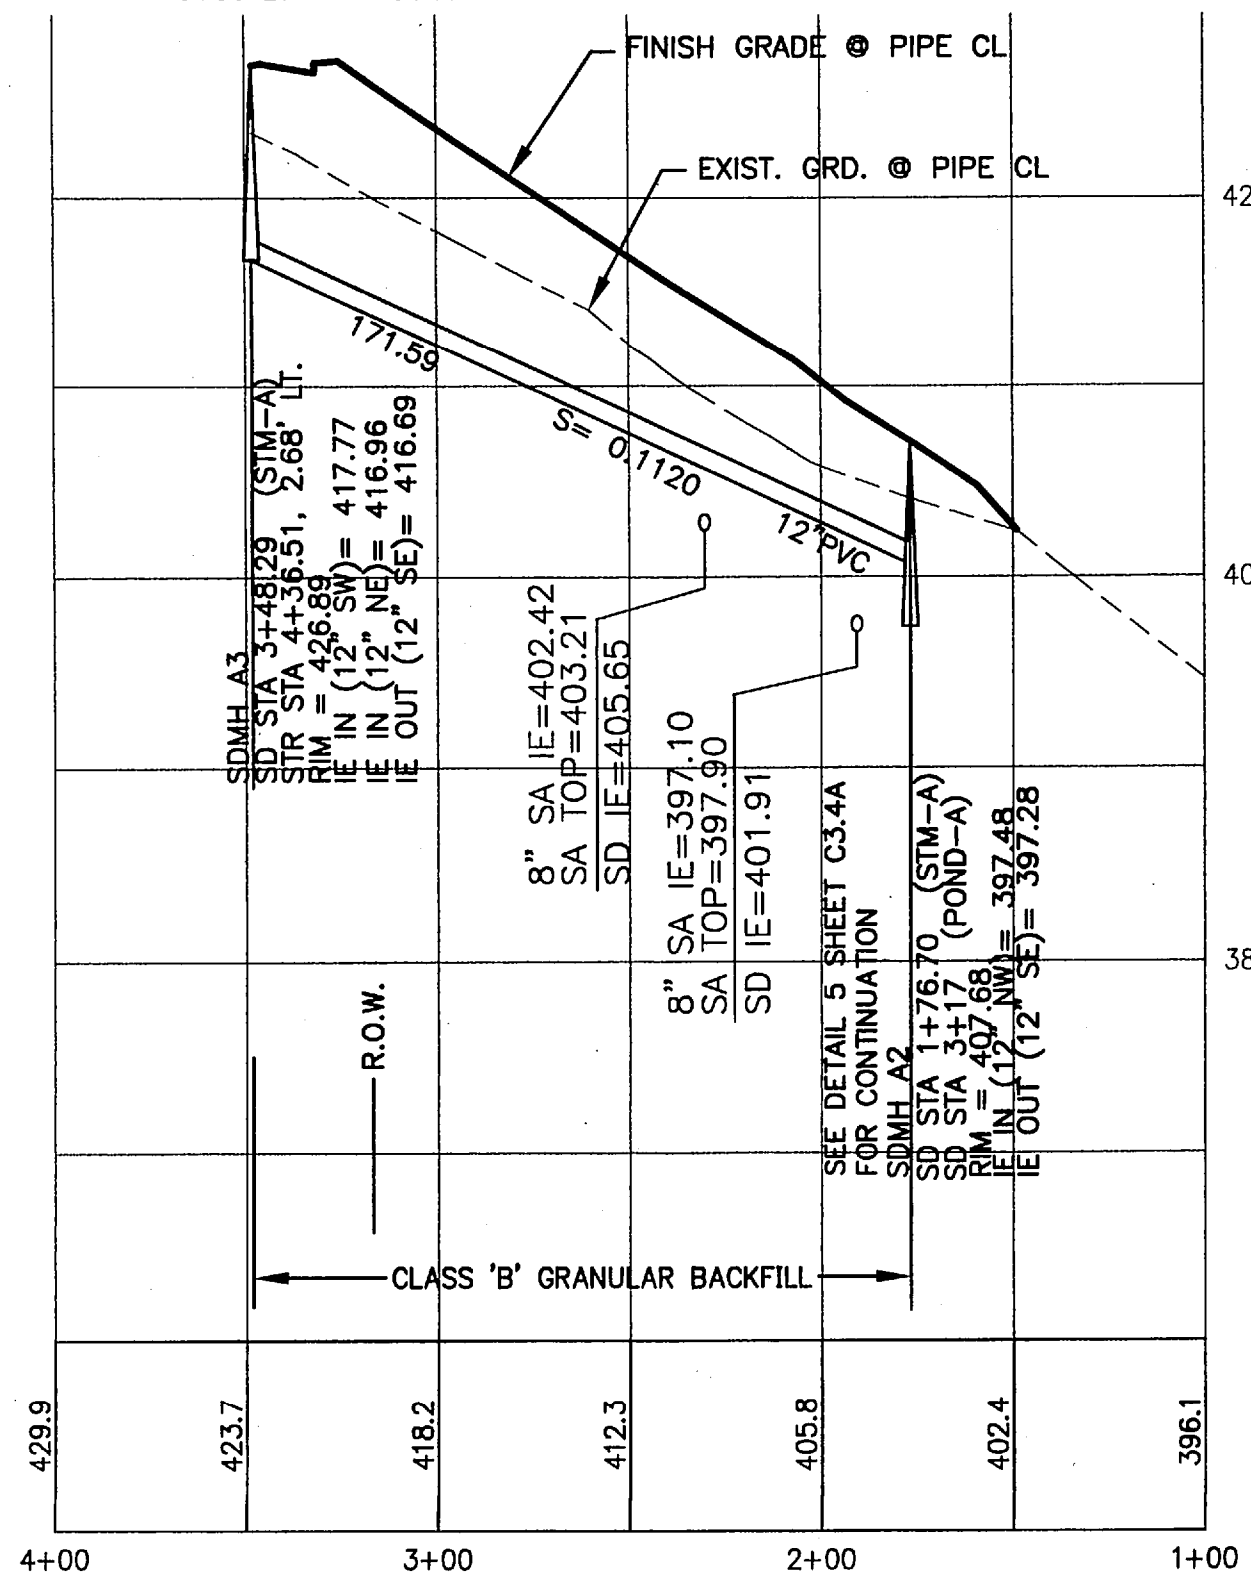 FINISH GRADE @ PIPE CL
EXIST. GRD. @ PIPE CL
42
171.59
S= 0.1120
12"PVC
40
SDMH A3
SD STA 3+48.29 (STM-A)
STR STA 4+36.51, 2.68' LT.
RIM = 426.89
IE IN (12" SW)= 417.77
IE IN (12" NE)= 416.96
IE OUT (12" SE)= 416.69
8" SA IE=402.42
SA TOP=403.21
SD IE=405.65
8" SA IE=397.10
SA TOP=397.90
SD IE=401.91
SEE DETAIL 5 SHEET C3.4A
FOR CONTINUATION
SDMH A2
SD STA 1+76.70 (STM-A)
SD STA 3+17 (POND-A)
RIM = 407.68
IE IN (12" NW)= 397.48
IE OUT (12" SE)= 397.28
38
R.O.W.
CLASS 'B' GRANULAR BACKFILL
429.9
423.7
418.2
412.3
405.8
402.4
396.1
4+00
3+00
2+00
1+00